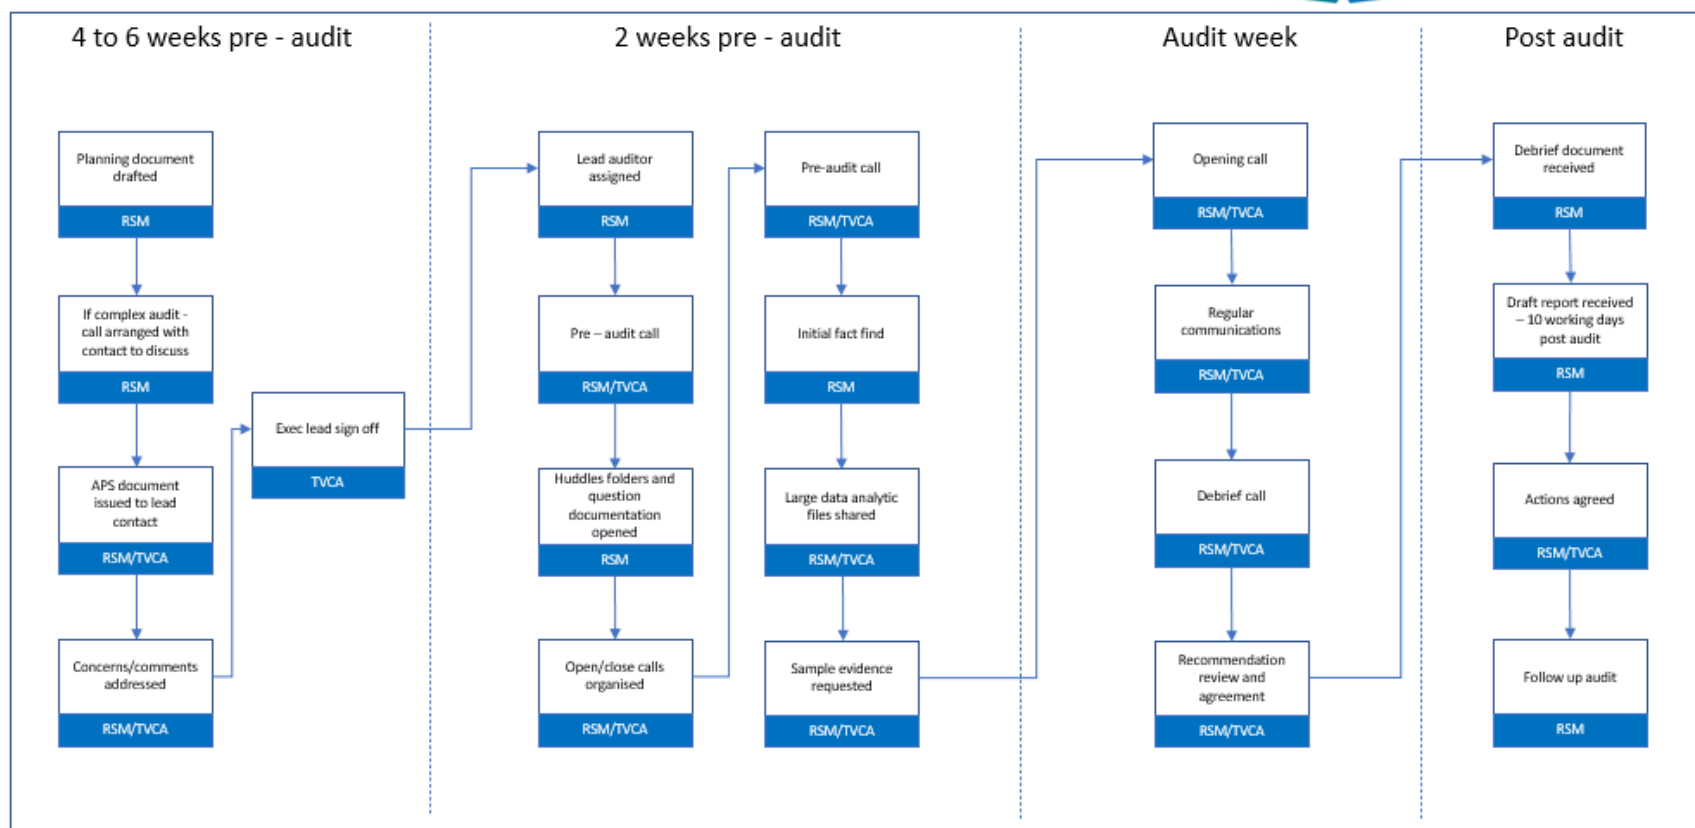 4 to 6 weeks pre - audit
2 weeks pre - audit
Audit week
Post audit
Planning document
drafted
RSM
If complex audit -
call arranged with
contact to discuss
RSM
APS document
issued to lead
contact
RSM/TVCA
Concerns/comments
addressed
RSM/TVCA
Exec lead sign off
TVCA
Lead auditor
assigned
RSM
Pre – audit call
RSM/TVCA
Huddles folders and
question
documentation
opened
RSM
Open/close calls
organised
RSM/TVCA
Pre-audit call
RSM/TVCA
Initial fact find
RSM
Large data analytic
files shared
RSM/TVCA
Sample evidence
requested
RSM/TVCA
Opening call
RSM/TVCA
Regular
communications
RSM/TVCA
Debrief call
RSM/TVCA
Recommendation
review and
agreement
RSM/TVCA
Debrief document
received
RSM
Draft report received
– 10 working days
post audit
RSM
Actions agreed
RSM/TVCA
Follow up audit
RSM